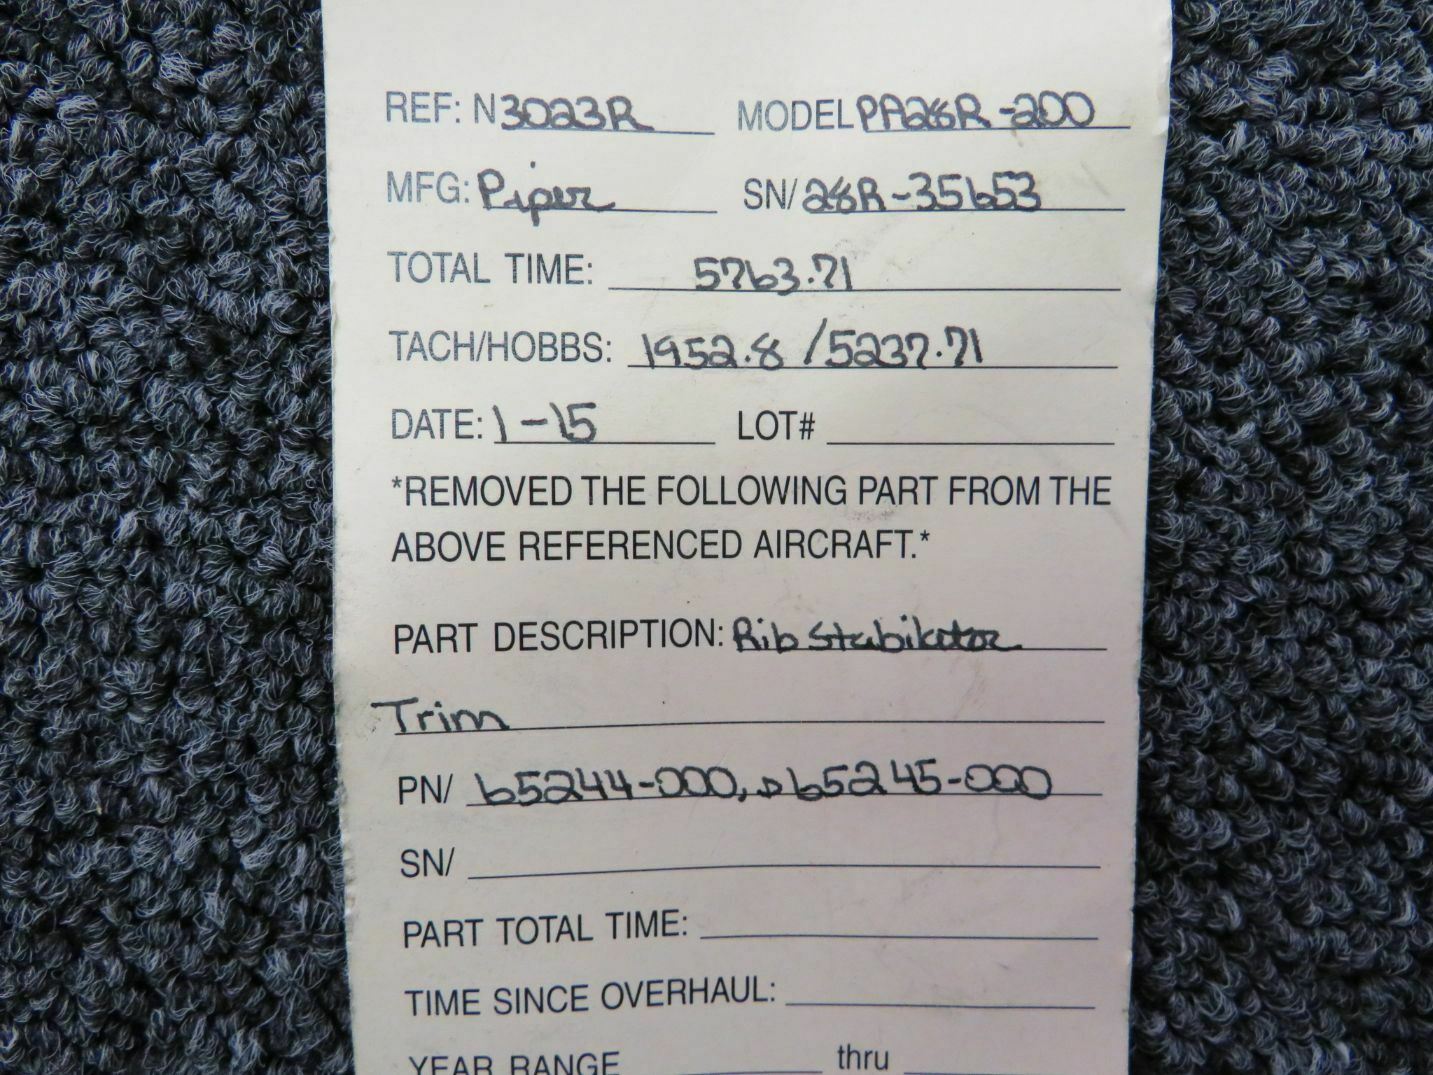 REF: N3023R MODEL PA28R-200
MFG: Piper SN/ 28R-35653
TOTAL TIME: 5763.71
TACH/HOBBS: 1952.8 / 5237.71
DATE: 1-15 LOT#
*REMOVED THE FOLLOWING PART FROM THE
ABOVE REFERENCED AIRCRAFT.*
PART DESCRIPTION: Rib Stabilator
Trim
PN/ 65244-000, 65245-000
SN/
PART TOTAL TIME:
TIME SINCE OVERHAUL:
YEAR RANGE thru